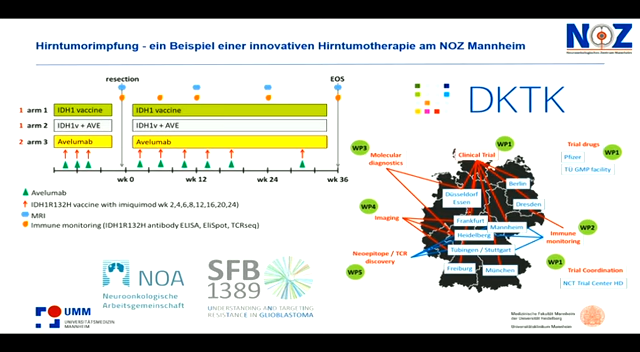 Hirntumorimpfung - ein Beispiel einer innovativen Hirntumotherapie am NOZ Mannheim
NOZ
resection
EOS
1 arm 1 IDH1 vaccine IDH1 vaccine
1 arm 2 IDH1v + AVE IDH1v + AVE
2 arm 3 Avelumab Avelumab
wk 0 wk 6 wk 12 wk 24 wk 36
Avelumab
IDH1R132H vaccine with imiquimod wk 2,4,6,8,12,16,20,24)
MRI
Immune monitoring (IDH1R132H antibody ELISA, EliSpot, TCRseq)
DKTK
WP3
Molecular
diagnostics
WP1
Clinical Trial
Trial drugs
WP1
Pfizer
TÜ GMP facility
Berlin
Düsseldorf
Essen
Dresden
WP4
Imaging
Frankfurt
Mannheim
Heidelberg
WP2
Immune
monitoring
Neoepitope / TCR
discovery
Tübingen / Stuttgart
WP5
Freiburg
München
WP1
Trial Coordination
NCT Trial Center HD
NOA
Neuroonkologische
Arbeitsgemeinschaft
SFB
1389
UNDERSTANDING AND TARGETING
RESISTANCE IN GLIOBLASTOMA
UMM
UNIVERSITÄTSMEDIZIN
MANNHEIM
Medizinische Fakultät Mannheim
der Universität Heidelberg
Universitätsklinikum Mannheim